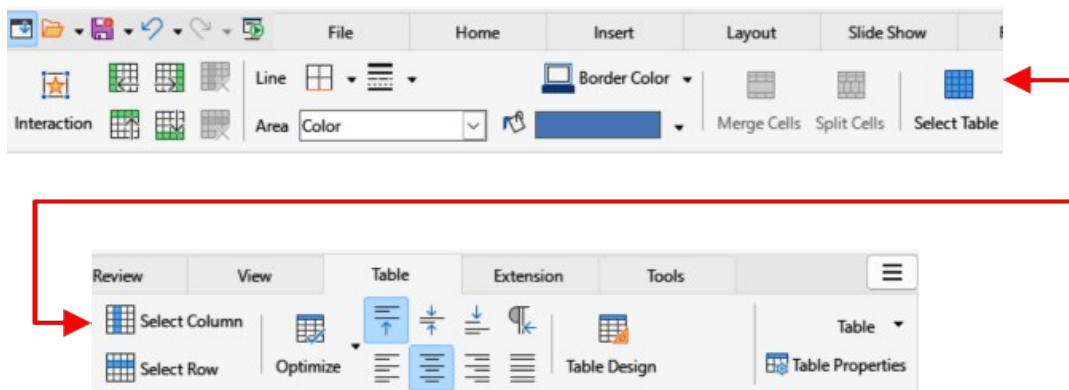 File Home Insert Layout Slide Show
Line Border Color
Interaction Area Color Merge Cells Split Cells Select Table
Review View Table Extension Tools
Select Column Table
Select Row Optimize Table Design Table Properties